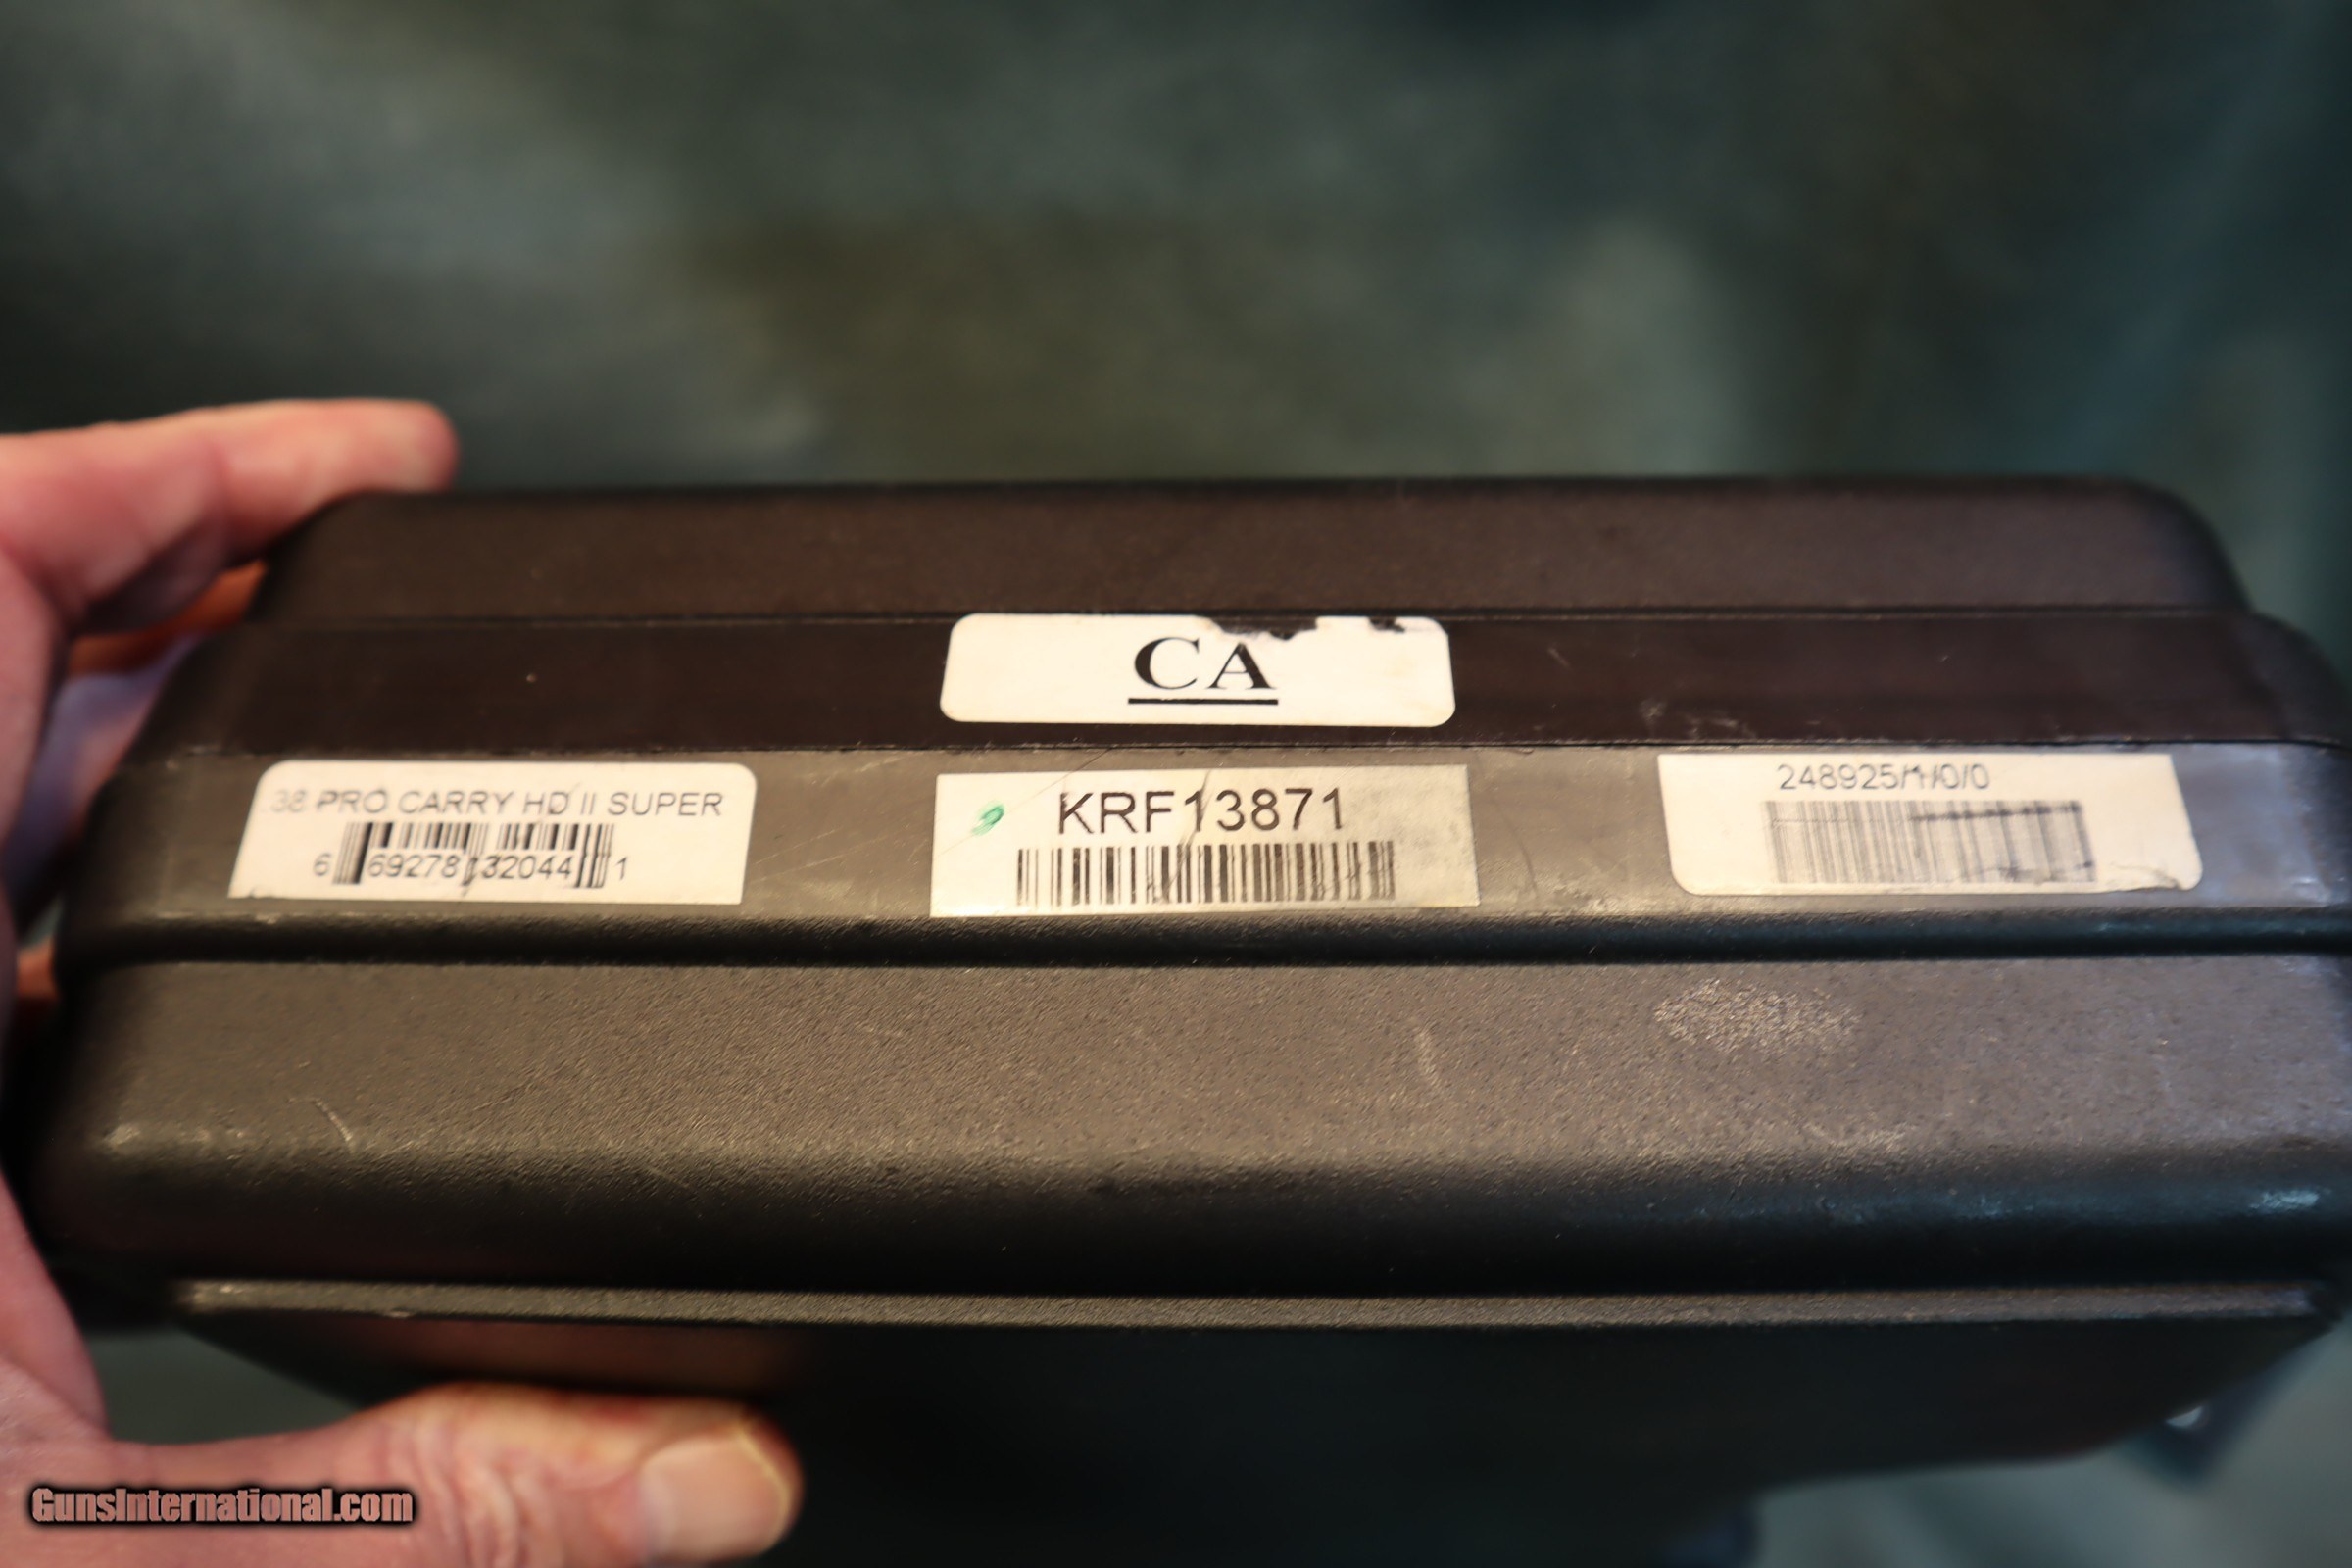 CA
.38 PRO CARRY HD II SUPER
6 69278 32044 1
KRF13871
248925/1/0/0
GunsInternational.com